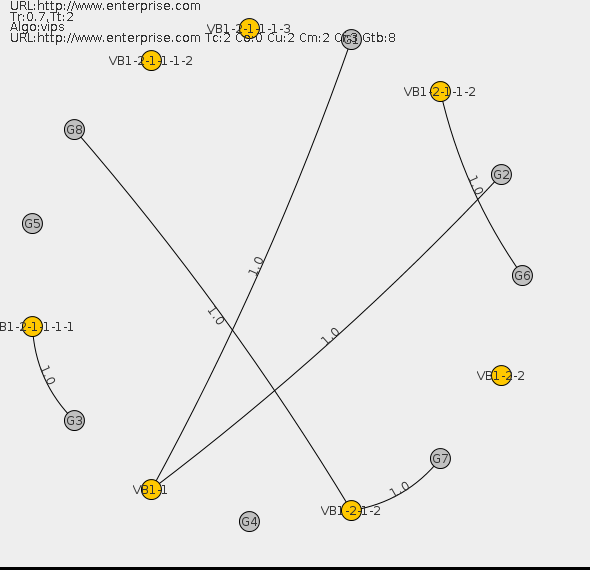 URL:http://www.enterprise.com
Tr:0.7,Tt:2
Algo:vips
URL:http://www.enterprise.com Tc:2 Co:0 Cu:2 Cm:2 Gtb:8
VB1-2-1-1-1-3
G1
VB1-2-1-1-1-2
VB1-2-1-1-2
G8
G2
1.0
G5
1.0
G6
1.0
B1-2-1-1-1-1
1.0
1.0
VB1-2-2
G3
G7
VB1-1
1.0
VB1-2-1-2
G4